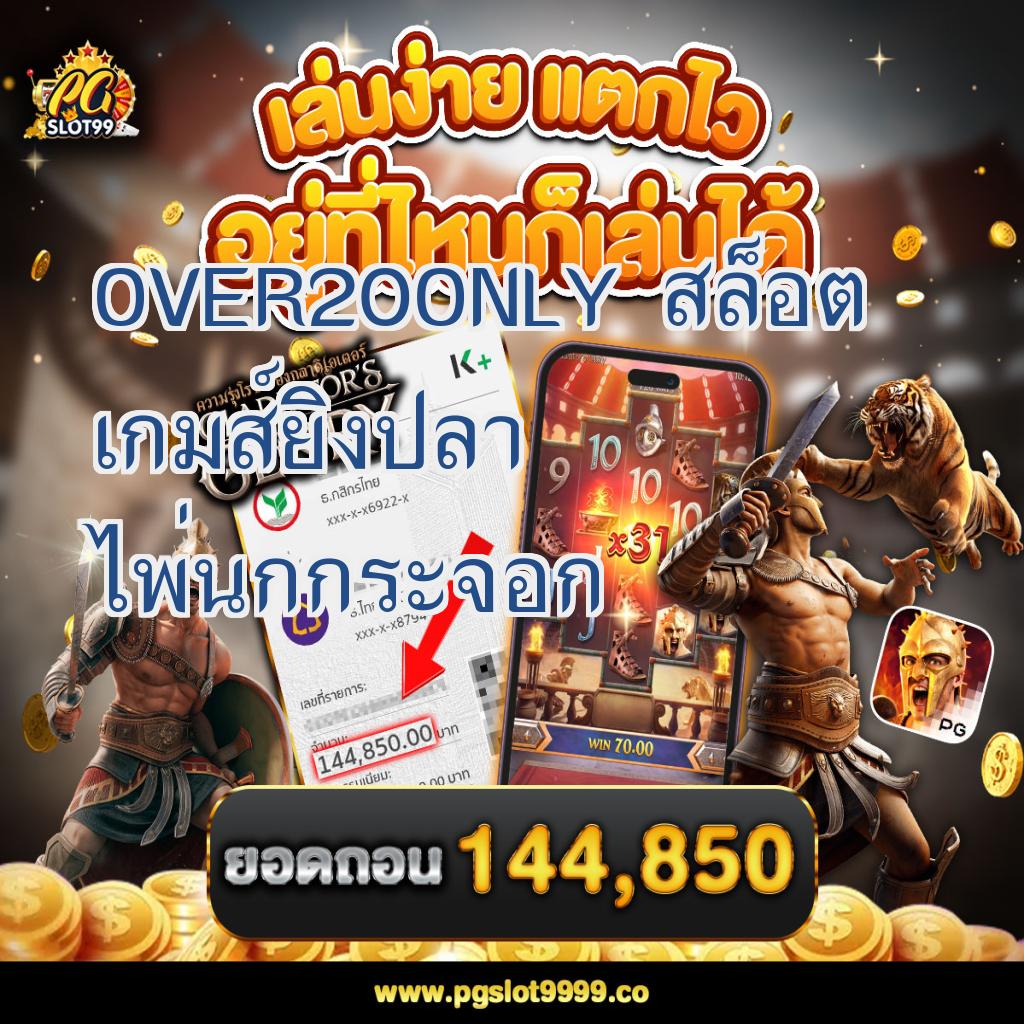 PG
SLOT99
เล่นง่าย แตกไว
อยู่ที่ไหนก็เล่นได้
OVER20ONLY สล็อต
เกมส์ยิงปลา
ไพ่นกกระจอก
K+
ธ.กสิกรไทย
xxx-x-x6922-x
xxx-x-x8794
เลขที่รายการ:
จำนวน:
144,850.00 บาท
9
10
10
10
x31
J
WIN 70.00
PG
ยอดถอน 144,850
www.pgslot9999.co